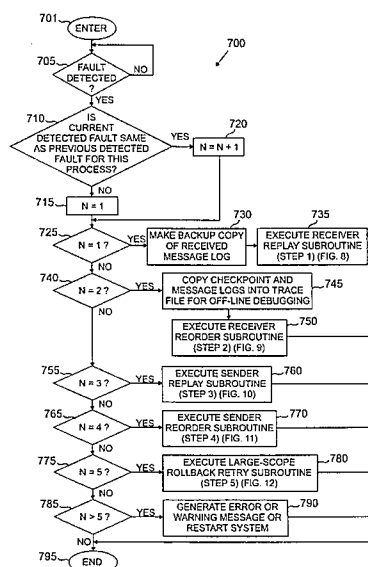 701
ENTER
700
705
FAULT
DETECTED
?
NO
YES
710
IS
CURRENT
DETECTED FAULT SAME
AS PREVIOUS DETECTED
FAULT FOR THIS
PROCESS?
YES
720
N = N + 1
NO
715
N = 1
725
N = 1 ?
YES
730
MAKE BACKUP COPY
OF RECEIVED
MESSAGE LOG
735
EXECUTE RECEIVER
REPLAY SUBROUTINE
(STEP 1) (FIG. 8)
NO
740
N = 2 ?
YES
COPY CHECKPOINT AND
MESSAGE LOGS INTO TRACE
FILE FOR OFF-LINE DEBUGGING
745
NO
750
EXECUTE RECEIVER
REORDER SUBROUTINE
(STEP 2) (FIG. 9)
755
N = 3 ?
YES
EXECUTE SENDER
REPLAY SUBROUTINE
(STEP 3) (FIG. 10)
760
NO
765
N = 4 ?
YES
EXECUTE SENDER
REORDER SUBROUTINE
(STEP 4) (FIG. 11)
770
NO
775
N = 5 ?
YES
EXECUTE LARGE-SCOPE
ROLLBACK RETRY SUBROUTINE
(STEP 5) (FIG. 12)
780
NO
785
N > 5 ?
YES
GENERATE ERROR OR
WARNING MESSAGE OR
RESTART SYSTEM
790
NO
795
END